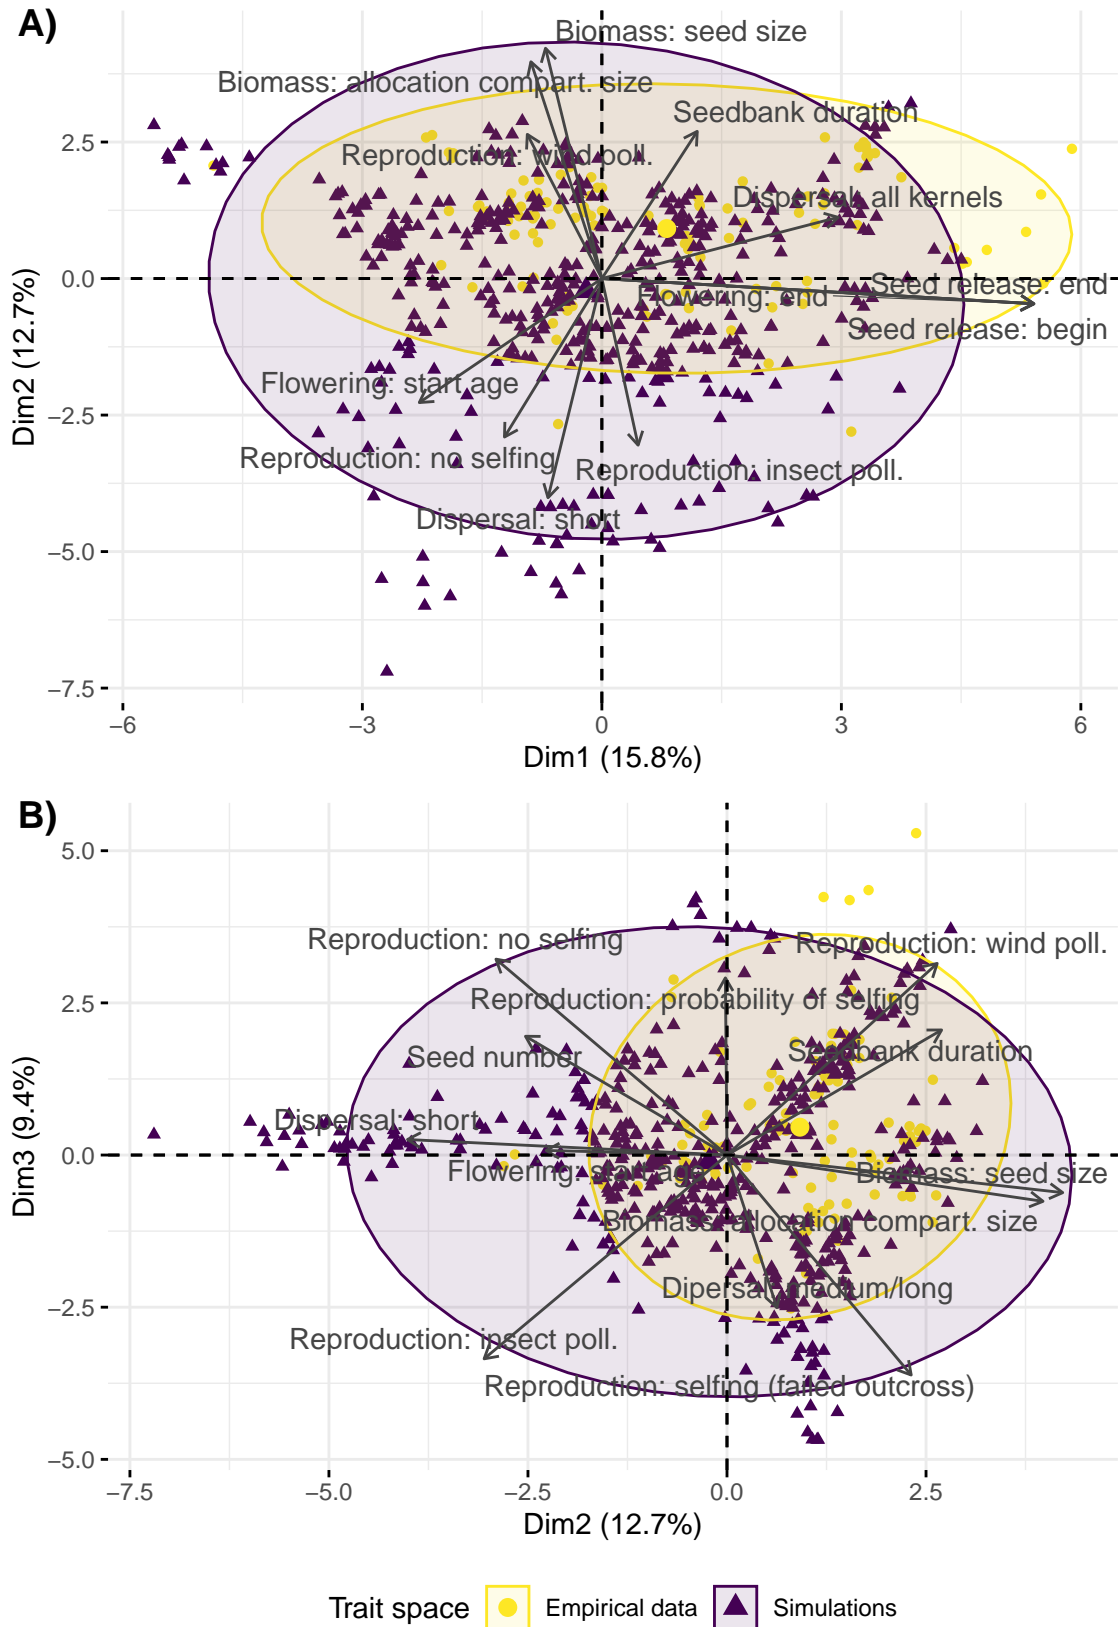 A)
Biomass: seed size
Biomass: allocation compart. size
Seedbank duration
Reproduction: wind poll.
Dispersal: all kernels
Seed release: end
Flowering: end
Seed release: begin
Flowering: start age
Reproduction: no selfing
Reproduction: insect poll.
Dispersal: short
2.5
0.0
−2.5
−5.0
−7.5
Dim2 (12.7%)
−6
−3
0
3
6
Dim1 (15.8%)
B)
Reproduction: no selfing
Reproduction: wind poll.
Reproduction: probability of selfing
Seed number
Seedbank duration
Dispersal: short
Flowering: start age
Biomass: seed size
Biomass: allocation compart. size
Dipersal: medium/long
Reproduction: insect poll.
Reproduction: selfing (failed outcross)
5.0
2.5
0.0
−2.5
−5.0
Dim3 (9.4%)
−7.5
−5.0
−2.5
0.0
2.5
Dim2 (12.7%)
Trait space
Empirical data
Simulations